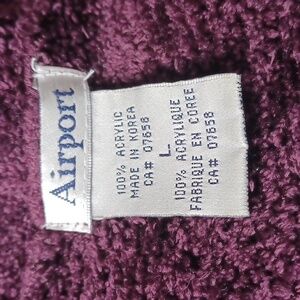 Airport
100% ACRYLIC
MADE IN KOREA
CA# 07658
L
100% ACRYLIQUE
FABRIQUE EN COREE
CA# 07658